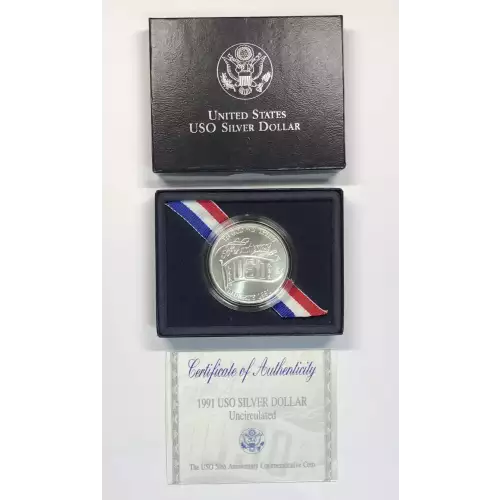 UNITED STATES
USO SILVER DOLLAR
USO
Certificate of Authenticity
1991 USO SILVER DOLLAR
Uncirculated
The USO 50th Anniversary Commemorative Coin